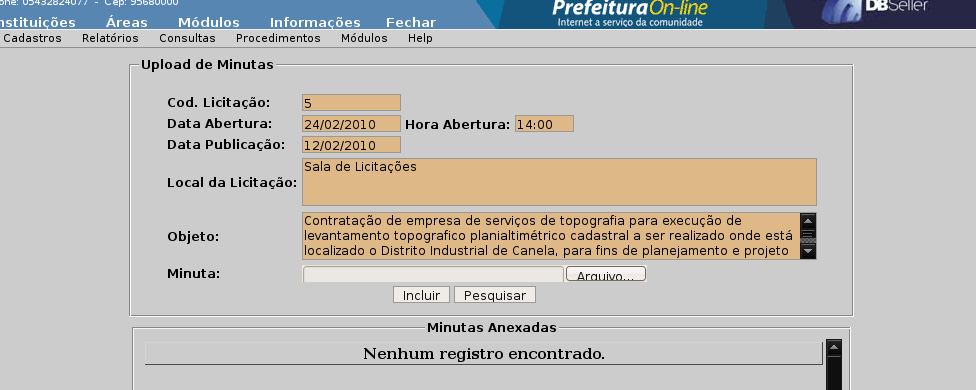 one: 05432824077 - Cep: 95680000
nstituições Áreas Módulos Informações Fechar
PrefeituraOn-line
Internet a serviço da comunidade
DBSeller
Cadastros Relatórios Consultas Procedimentos Módulos Help
Upload de Minutas
Cod. Licitação: 5
Data Abertura: 24/02/2010 Hora Abertura: 14:00
Data Publicação: 12/02/2010
Local da Licitação: Sala de Licitações
Objeto: Contratação de empresa de serviços de topografia para execução de
levantamento topografico planialtimétrico cadastral a ser realizado onde está
localizado o Distrito Industrial de Canela, para fins de planejamento e projeto
Minuta: Arquivo...
Incluir Pesquisar
Minutas Anexadas
Nenhum registro encontrado.